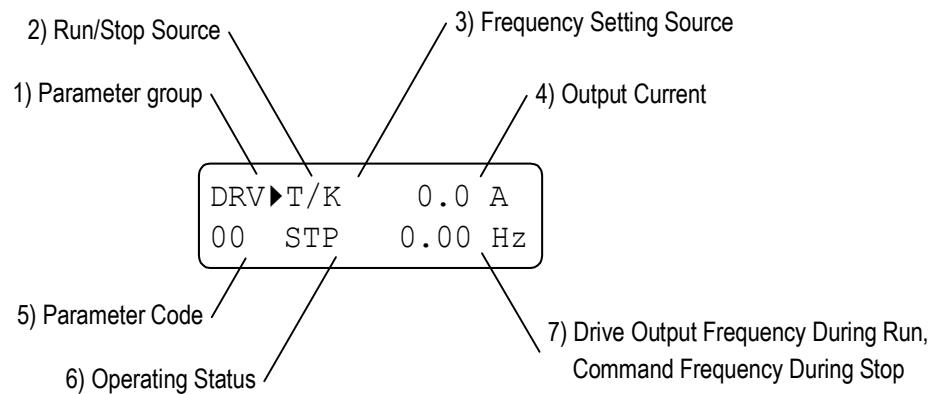 2) Run/Stop Source
3) Frequency Setting Source
1) Parameter group
4) Output Current
DRV▶T/K 0.0 A
00 STP 0.00 Hz
5) Parameter Code
6) Operating Status
7) Drive Output Frequency During Run,
Command Frequency During Stop